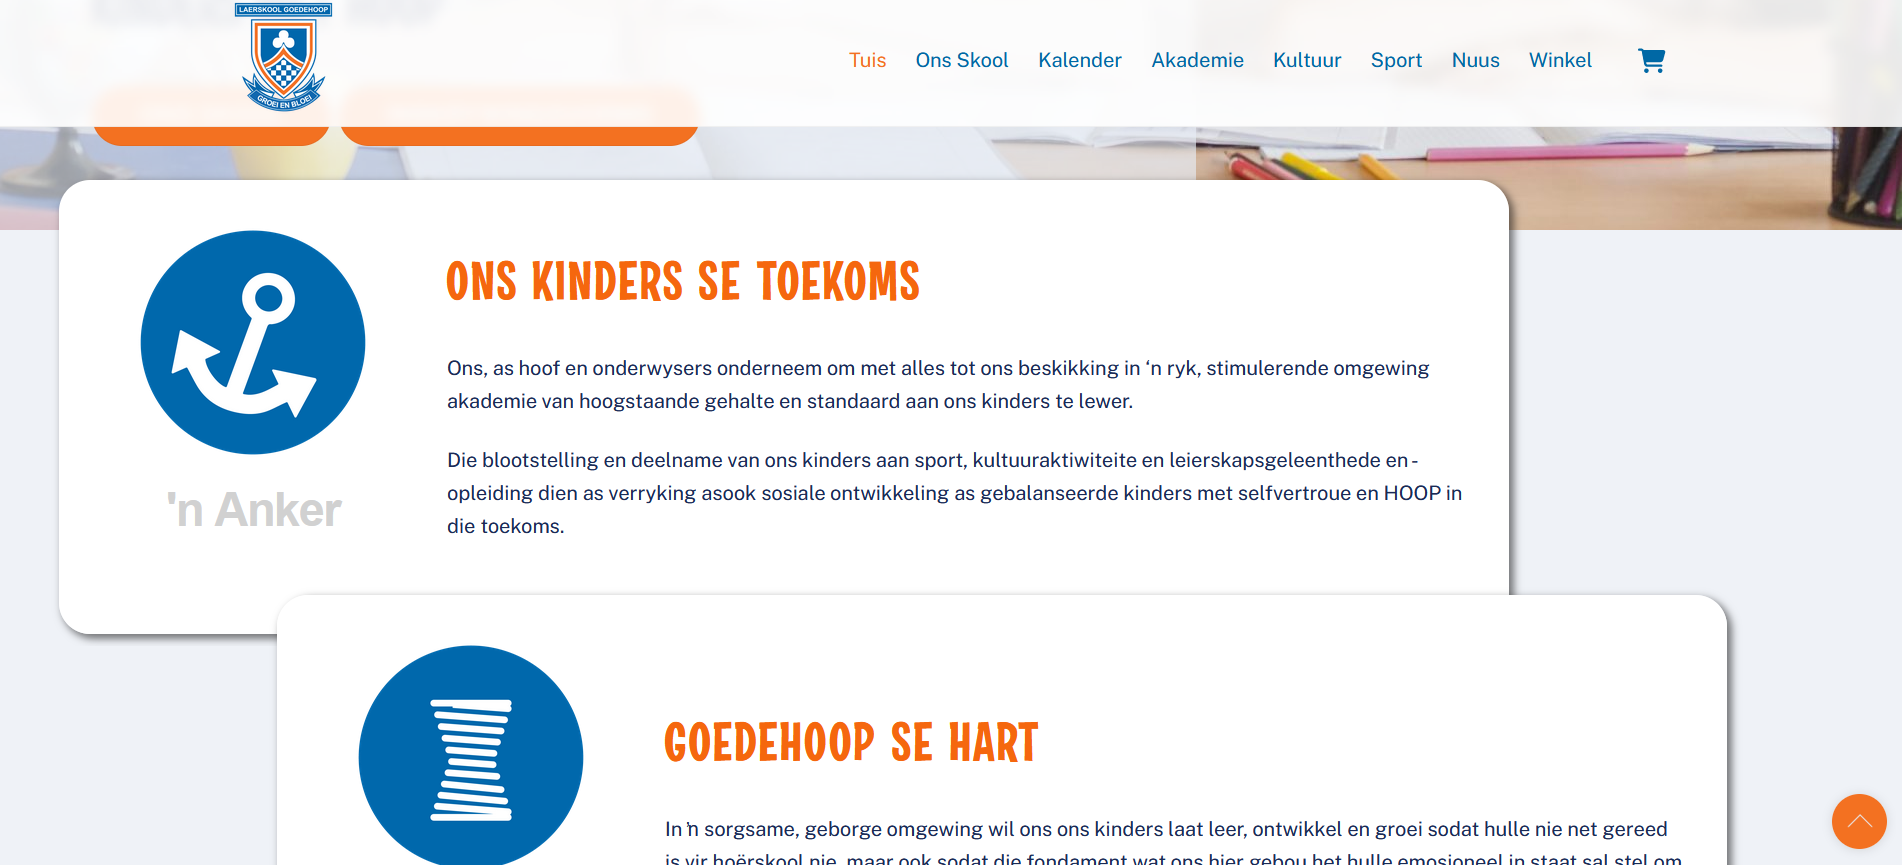 LAERSKOOL GOEDEHOOP
GROEI EN BLOEI
Tuis Ons Skool Kalender Akademie Kultuur Sport Nuus Winkel
ONS KINDERS SE TOEKOMS
Ons, as hoof en onderwysers onderneem om met alles tot ons beskikking in ‘n ryk, stimulerende omgewing
akademie van hoogstaande gehalte en standaard aan ons kinders te lewer.
Die blootstelling en deelname van ons kinders aan sport, kultuuraktiwiteite en leierskapsgeleenthede en -
opleiding dien as verryking asook sosiale ontwikkeling as gebalanseerde kinders met selfvertroue en HOOP in
die toekoms.
'n Anker
GOEDEHOOP SE HART
In ŉ sorgsame, geborge omgewing wil ons ons kinders laat leer, ontwikkel en groei sodat hulle nie net gereed
is vir hoërskool nie, maar ook sodat die fondament wat ons hier gebou het hulle emosioneel in staat sal stel om